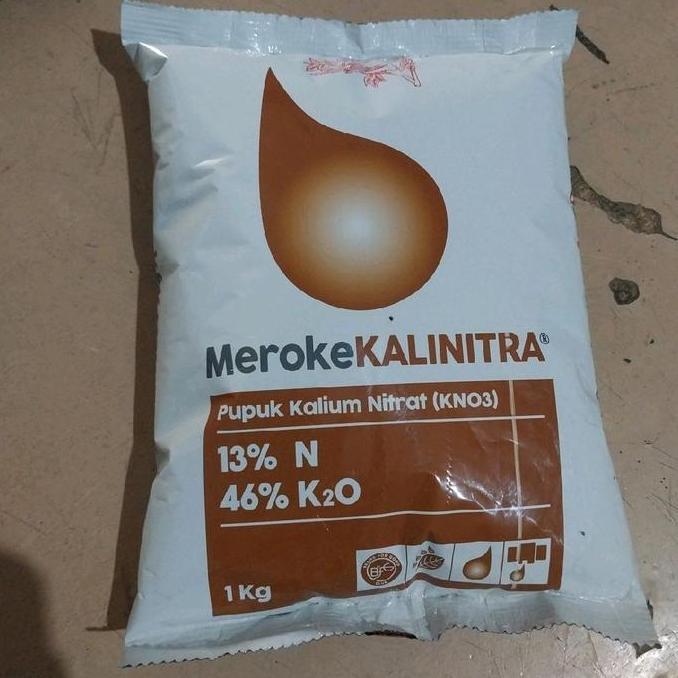 MerokeKALINITRA®
Pupuk Kalium Nitrat (KNO3)
13% N
46% K₂O
1 Kg